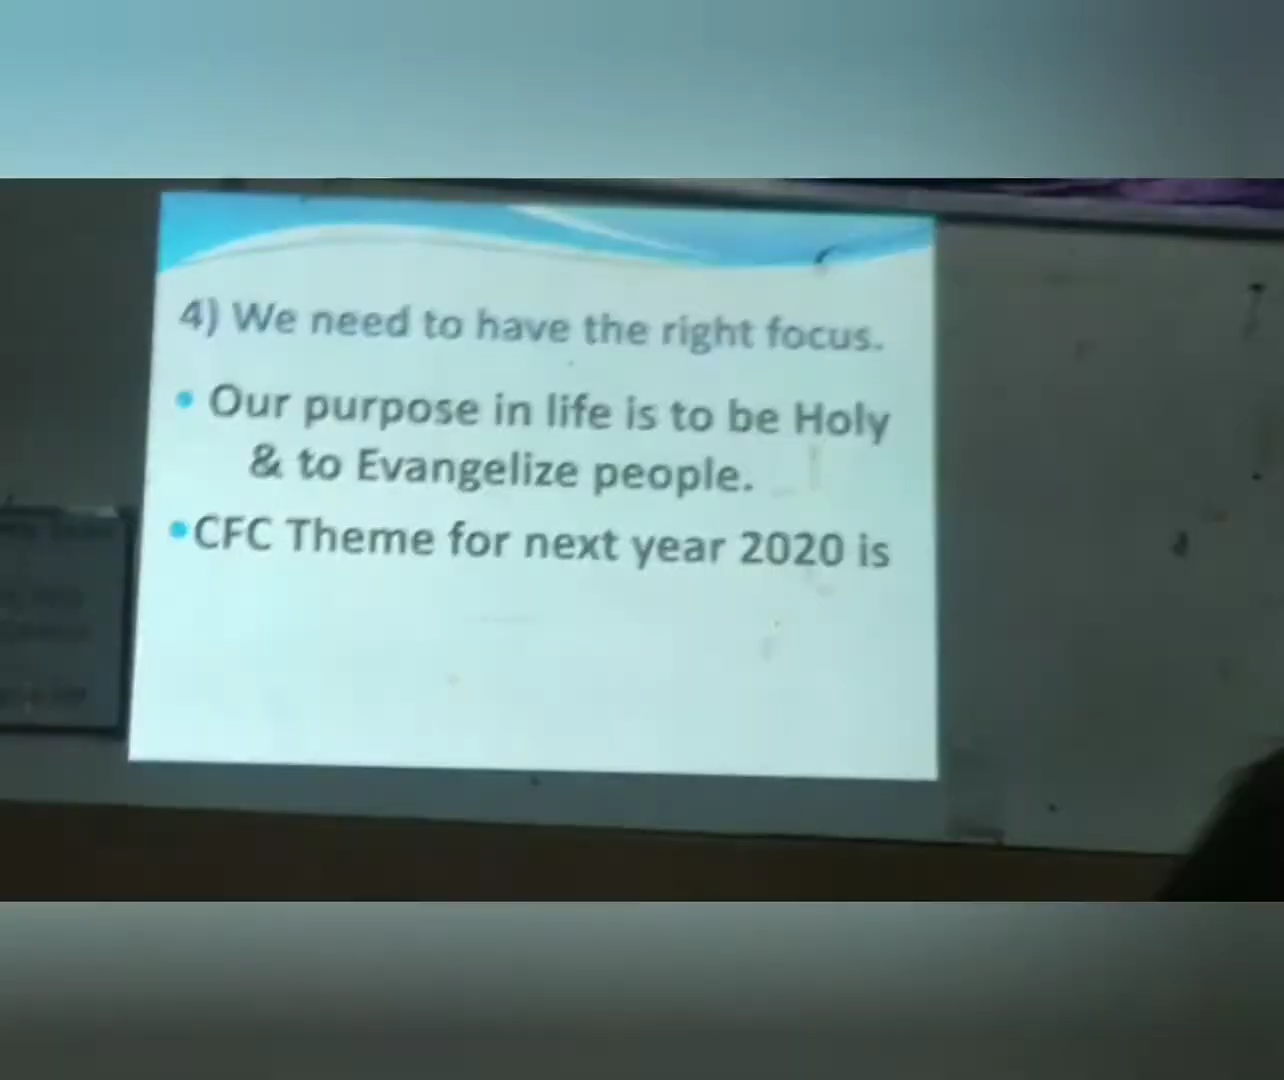 4) We need to have the right focus.
• Our purpose in life is to be Holy
& to Evangelize people.
• CFC Theme for next year 2020 is